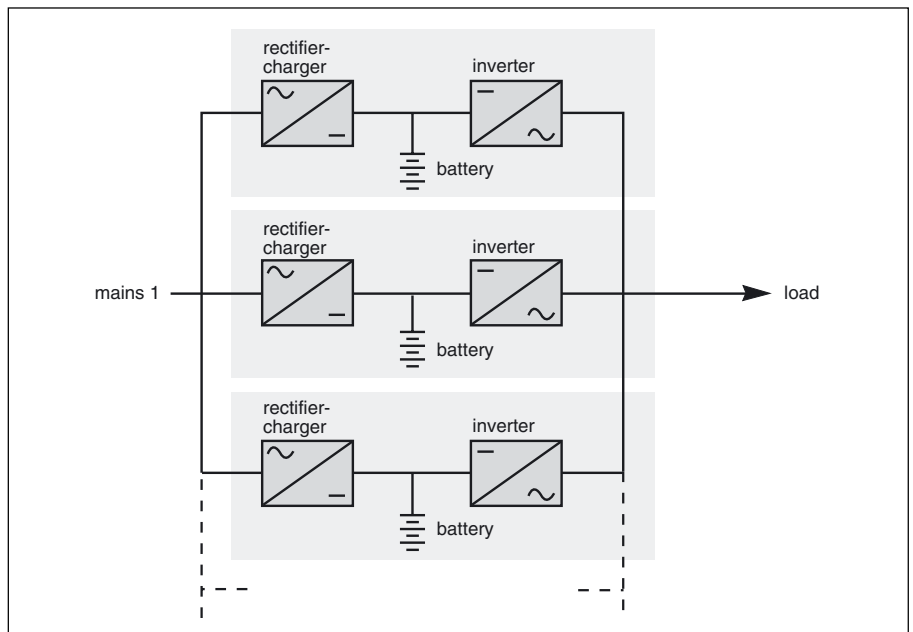 rectifier-
charger
inverter
battery
rectifier-
charger
inverter
mains 1
load
battery
rectifier-
charger
inverter
battery